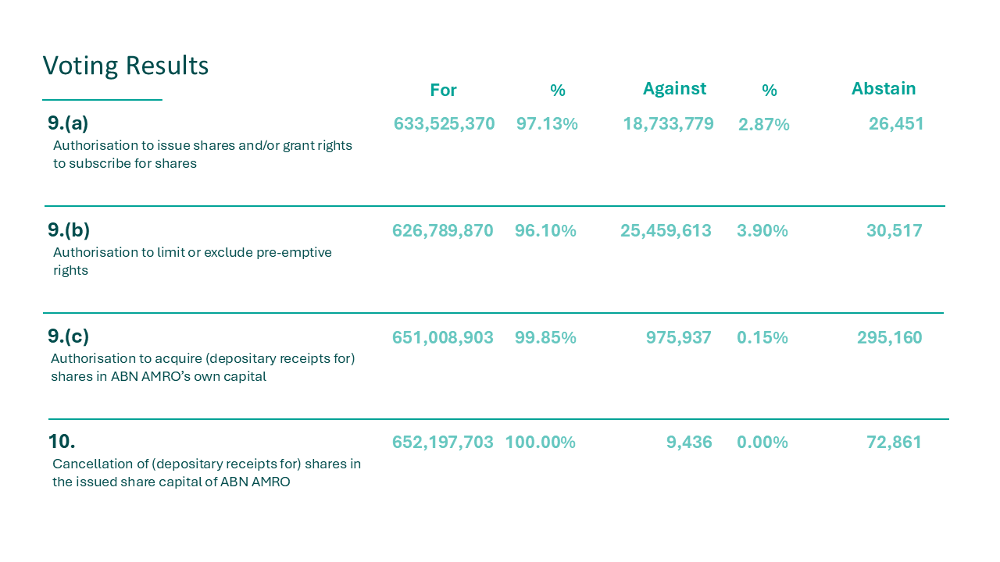 Voting Results
For % Against % Abstain
9.(a) 633,525,370 97.13% 18,733,779 2.87% 26,451
Authorisation to issue shares and/or grant rights
to subscribe for shares
9.(b) 626,789,870 96.10% 25,459,613 3.90% 30,517
Authorisation to limit or exclude pre-emptive
rights
9.(c) 651,008,903 99.85% 975,937 0.15% 295,160
Authorisation to acquire (depositary receipts for)
shares in ABN AMRO’s own capital
10. 652,197,703 100.00% 9,436 0.00% 72,861
Cancellation of (depositary receipts for) shares in
the issued share capital of ABN AMRO